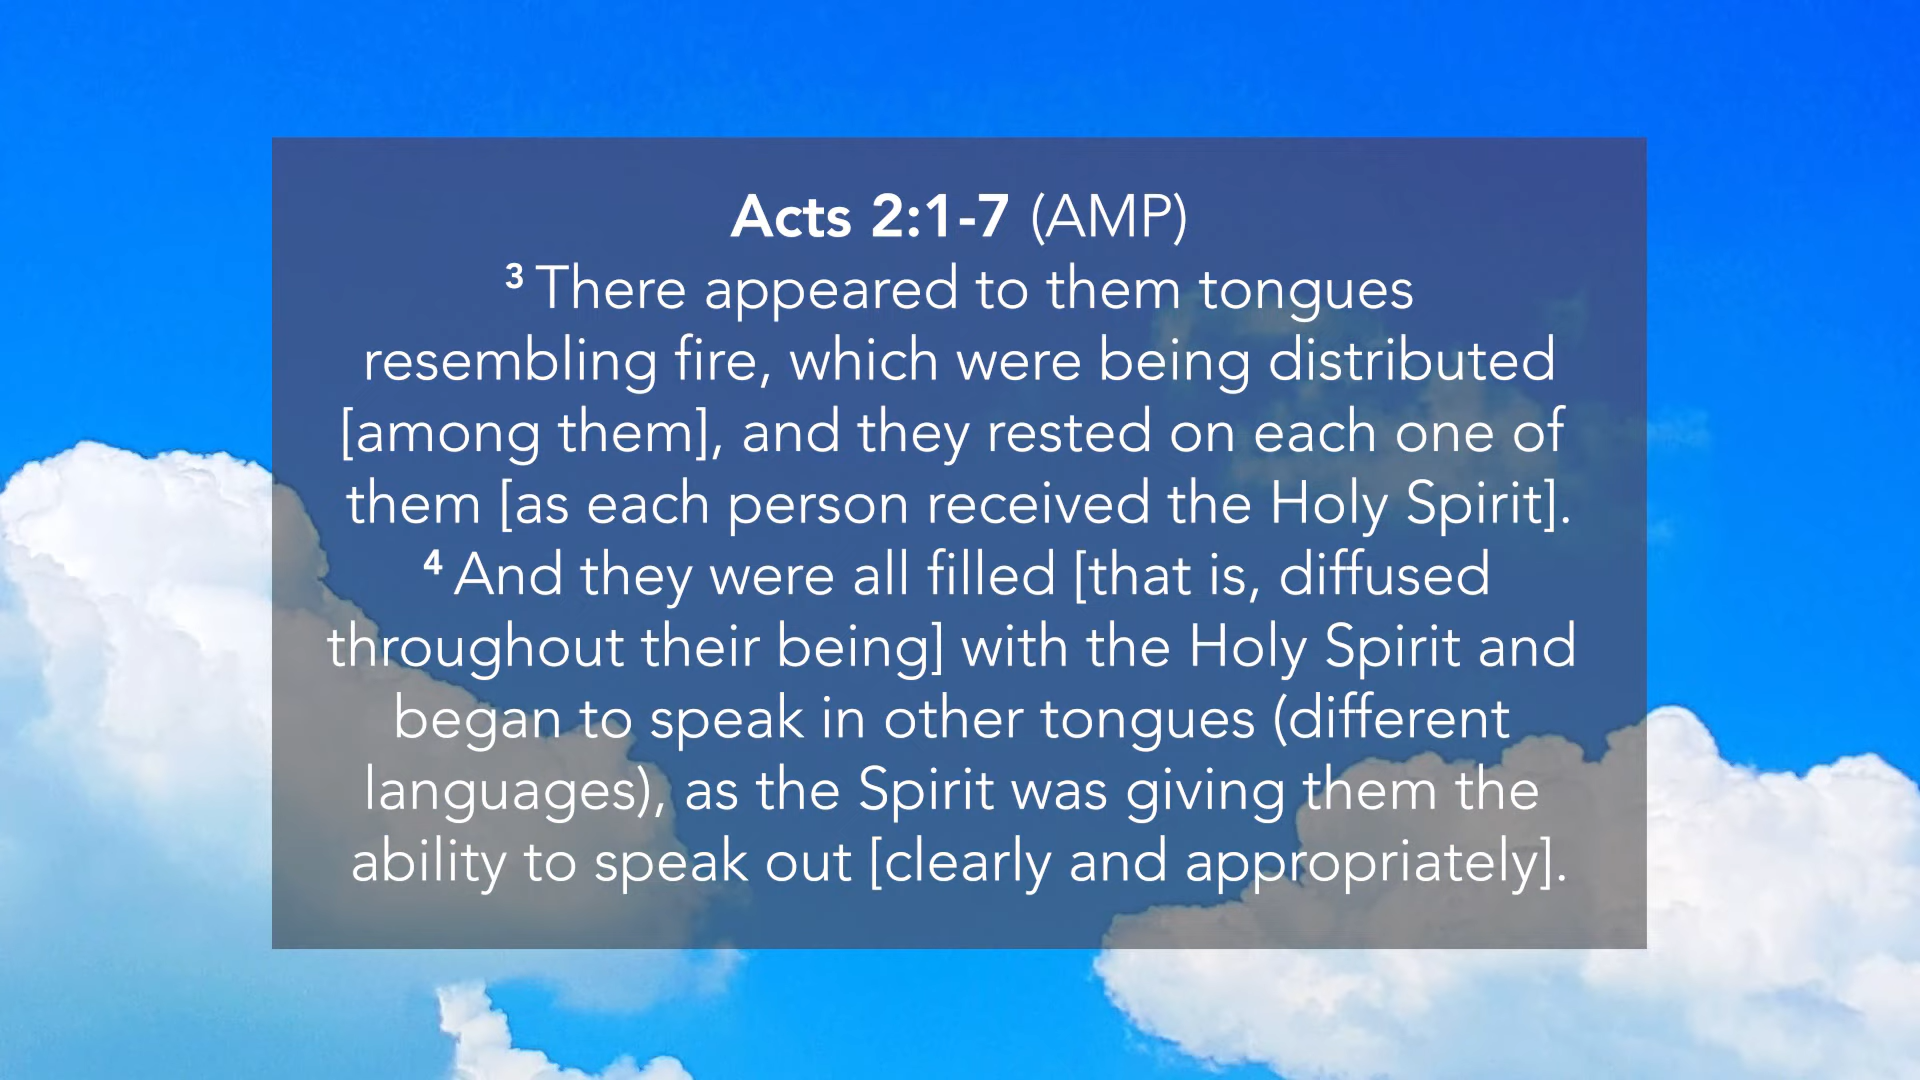 Acts 2:1-7 (AMP)
3 There appeared to them tongues
resembling fire, which were being distributed
[among them], and they rested on each one of
them [as each person received the Holy Spirit].
4 And they were all filled [that is, diffused
throughout their being] with the Holy Spirit and
began to speak in other tongues (different
languages), as the Spirit was giving them the
ability to speak out [clearly and appropriately].